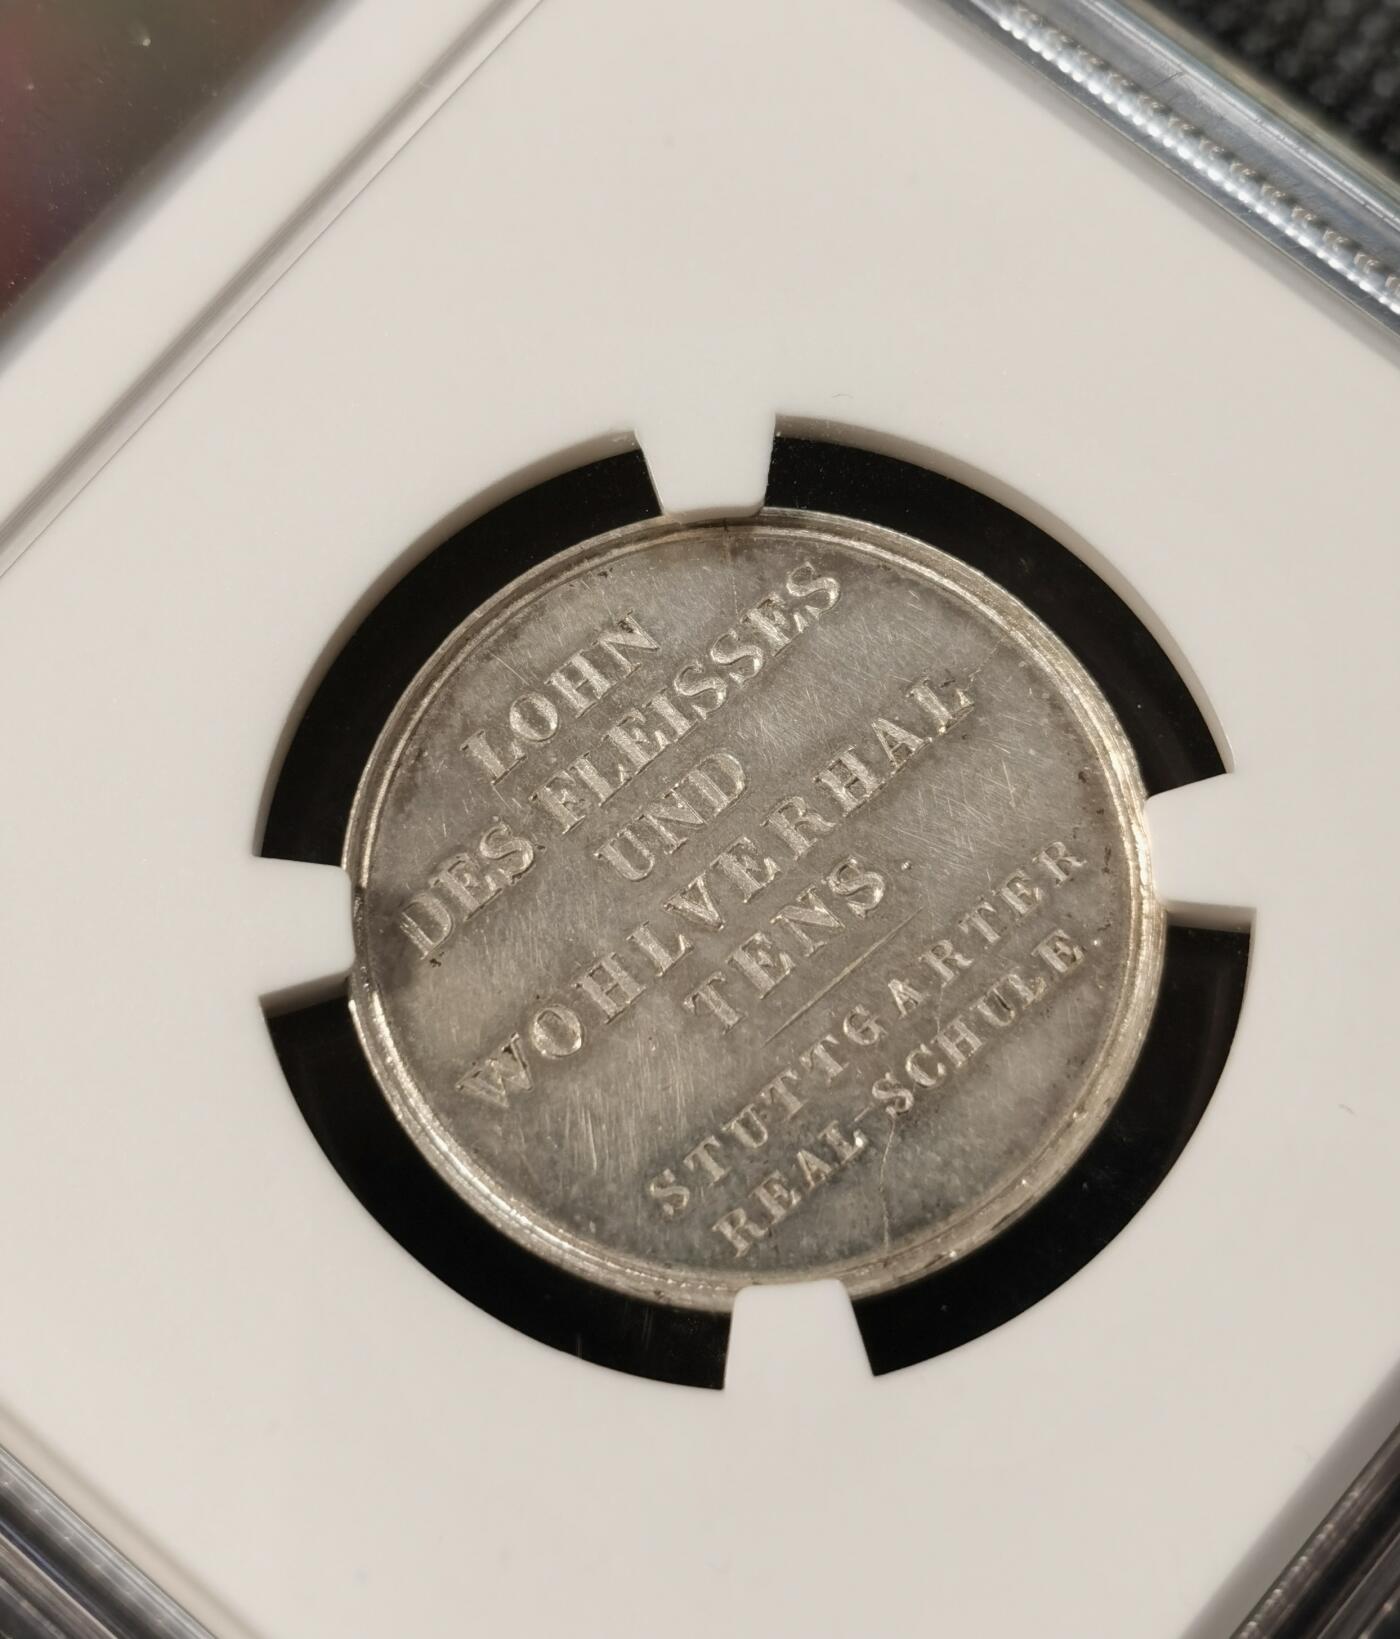 LOHN
DES FLEISSES
UND
WOHLVERHAL
TENS.
STUTTGARTER
REAL-SCHULE.